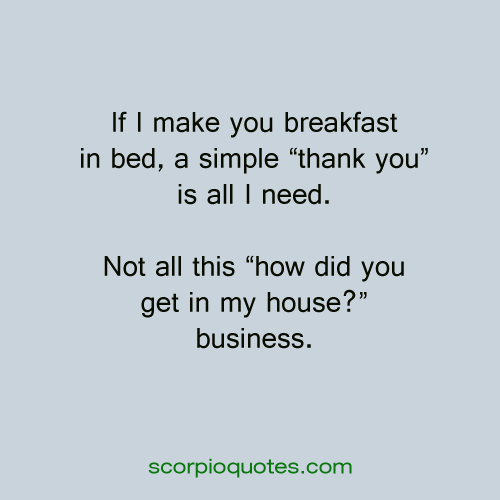 If I make you breakfast
in bed, a simple “thank you”
is all I need.
Not all this “how did you
get in my house?”
business.
scorpioquotes.com